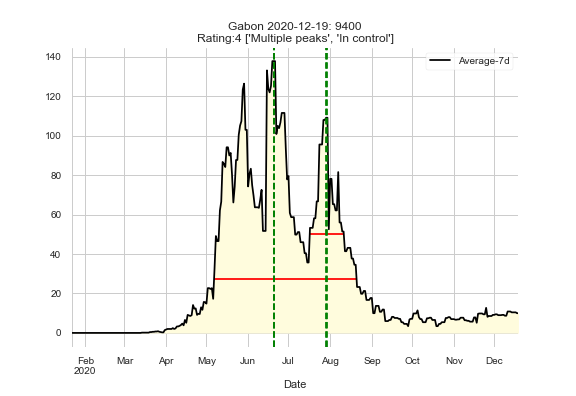 Gabon 2020-12-19: 9400
Rating:4 ['Multiple peaks', 'In control']
Average-7d
140
120
100
80
60
40
20
0
Feb Mar Apr May Jun Jul Aug Sep Oct Nov Dec
2020
Date